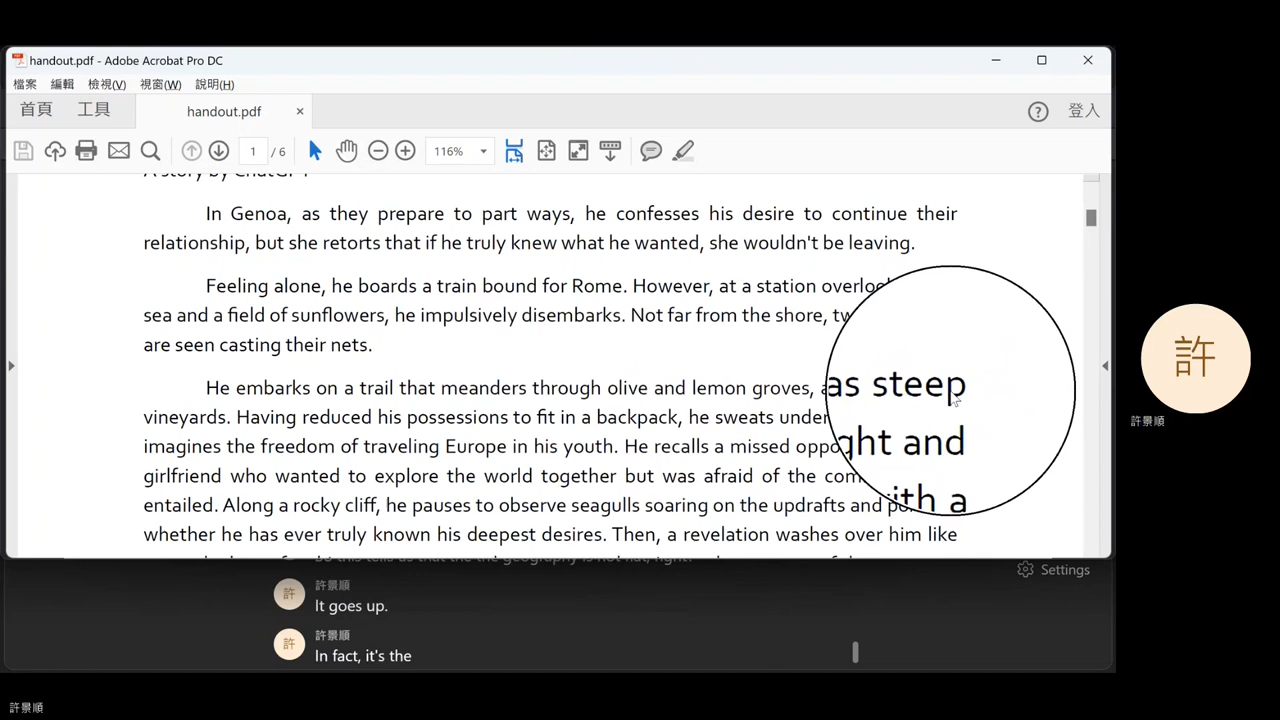 handout.pdf - Adobe Acrobat Pro DC
檔案 編輯 檢視(V) 視窗(W) 說明(H)
首頁 工具 handout.pdf × ? 登入
1 / 6 116%
A story by ChatGPT
In Genoa, as they prepare to part ways, he confesses his desire to continue their
relationship, but she retorts that if he truly knew what he wanted, she wouldn't be leaving.
Feeling alone, he boards a train bound for Rome. However, at a station
sea and a field of sunflowers, he impulsively disembarks. Not far from the shore,
are seen casting their nets.
He embarks on a trail that meanders through olive and lemon groves, as steep
vineyards. Having reduced his possessions to fit in a backpack, he sweats under
imagines the freedom of traveling Europe in his youth. He recalls a missed and
girlfriend who wanted to explore the world together but was afraid of the
entailed. Along a rocky cliff, he pauses to observe seagulls soaring on the updrafts and with a
whether he has ever truly known his deepest desires. Then, a revelation washes over him like
許景順
It goes up.
許景順
In fact, it's the
Settings
許
許
許
許景順
許景順